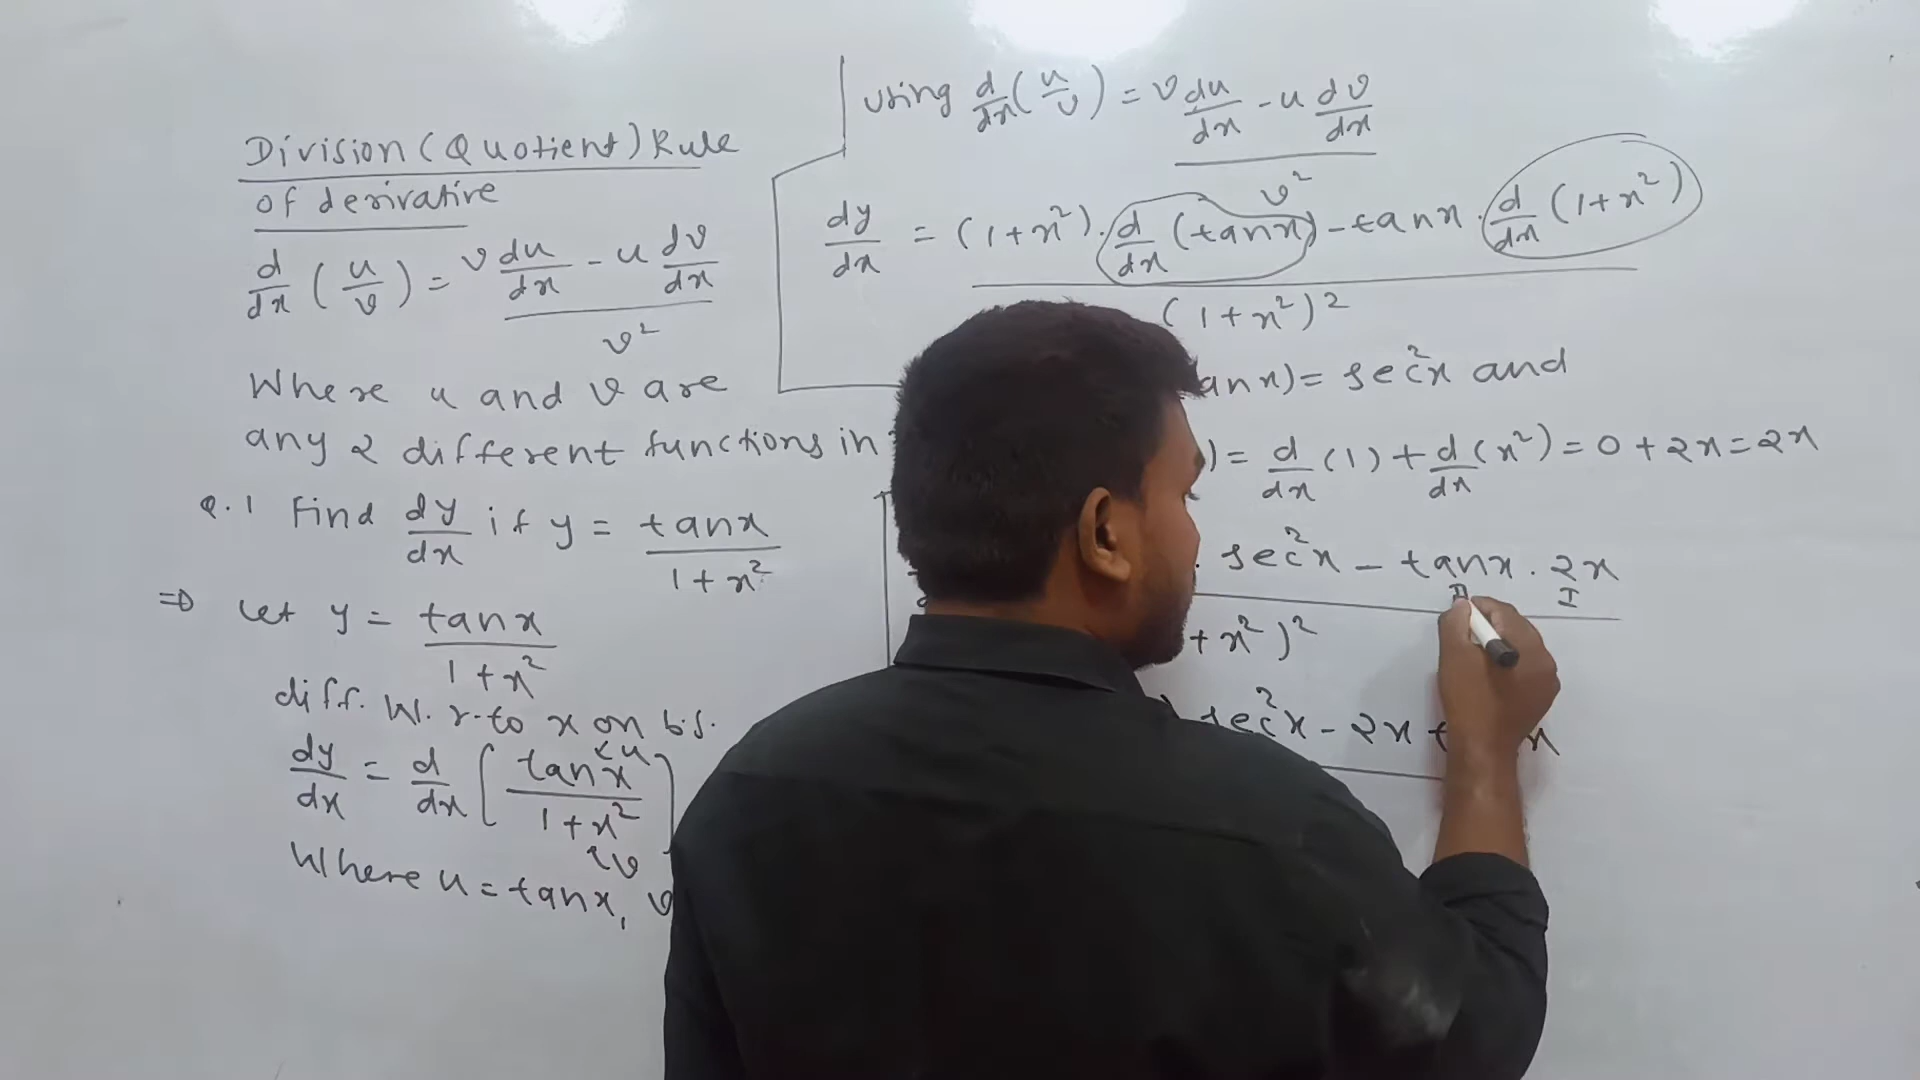 Division (Quotient) Rule
of derivative
d/dx (u/v) = v du/dx - u dv/dx / v²
Where u and v are
any 2 different functions in
Q.1 Find dy/dx if y = tanx / 1+x²
⇒ Let y = tanx / 1+x²
diff. w.r.to x on b.s.
dy/dx = d/dx [ tanx / 1+x² ] <u <v
Where u = tanx, v
Using d/dx (u/v) = v du/dx - u dv/dx / v²
dy/dx = (1+x²). d/dx (tanx) - tanx . d/dx (1+x²) / (1+x²)²
anx) = sec²x and
) = d/dx (1) + d/dx (x²) = 0 + 2x = 2x
. sec²x - tanx . 2x / + x²)²
II I
) sec²x - 2x t x